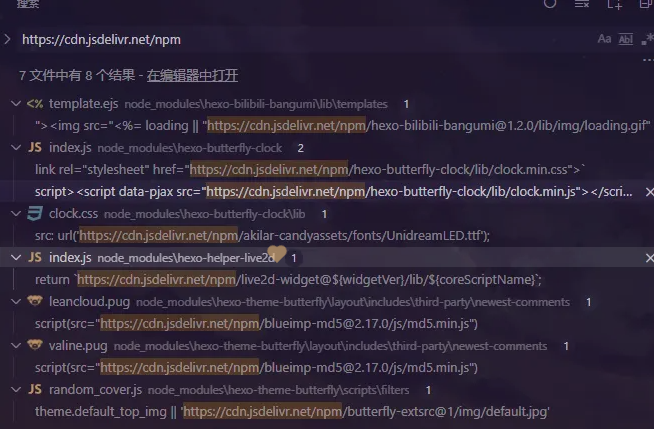 搜索
https://cdn.jsdelivr.net/npm
Aa Abl .*
7 文件中有 8 个结果 - 在编辑器中打开
<% template.ejs node_modules\hexo-bilibili-bangumi\lib\templates 1
"><img src="<%= loading || "https://cdn.jsdelivr.net/npm/hexo-bilibili-bangumi@1.2.0/lib/img/loading.gif"
JS index.js node_modules\hexo-butterfly-clock 2
link rel="stylesheet" href="https://cdn.jsdelivr.net/npm/hexo-butterfly-clock/lib/clock.min.css">`
script><script data-pjax src="https://cdn.jsdelivr.net/npm/hexo-butterfly-clock/lib/clock.min.js"></scri...
clock.css node_modules\hexo-butterfly-clock\lib 1
src: url('https://cdn.jsdelivr.net/npm/akilar-candyassets/fonts/UnidreamLED.ttf');
JS index.js node_modules\hexo-helper-live2d 1
return `https://cdn.jsdelivr.net/npm/live2d-widget@${widgetVer}/lib/${coreScriptName}`;
leancloud.pug node_modules\hexo-theme-butterfly\layout\includes\third-party\newest-comments 1
script(src="https://cdn.jsdelivr.net/npm/blueimp-md5@2.17.0/js/md5.min.js")
valine.pug node_modules\hexo-theme-butterfly\layout\includes\third-party\newest-comments 1
script(src="https://cdn.jsdelivr.net/npm/blueimp-md5@2.17.0/js/md5.min.js")
JS random_cover.js node_modules\hexo-theme-butterfly\scripts\filters 1
theme.default_top_img || 'https://cdn.jsdelivr.net/npm/butterfly-extsrc@1/img/default.jpg'